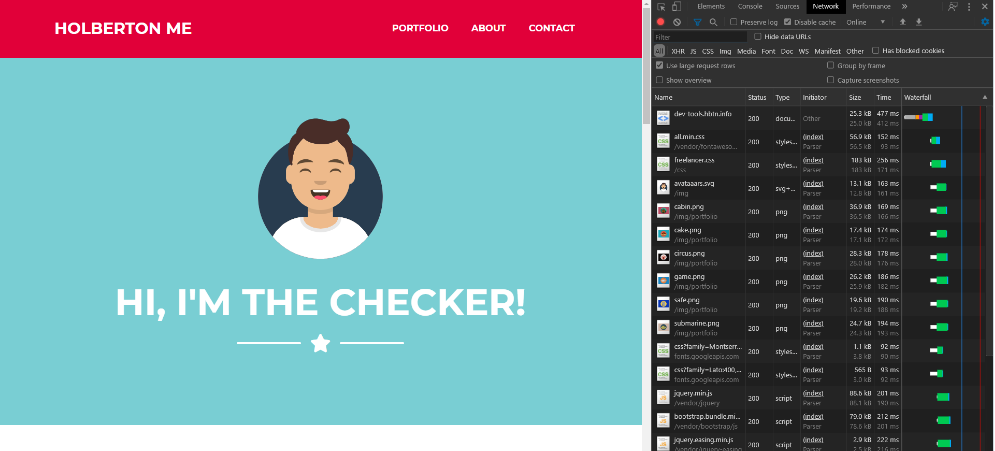 HOLBERTON ME
PORTFOLIO ABOUT CONTACT
HI, I'M THE CHECKER!
Elements Console Sources Network Performance »
Preserve log Disable cache Online
Filter Hide data URLs
All XHR JS CSS Img Media Font Doc WS Manifest Other Has blocked cookies
Use large request rows Group by frame
Show overview Capture screenshots
Name Status Type Initiator Size Time Waterfall
dev-tools.hbtn.info 200 docu... Other 25.3 kB 477 ms
25.0 kB 412 ms
all.min.css 200 styles... (index) 56.9 kB 152 ms
/vendor/fontaweso... Parser 56.5 kB 93 ms
freelancer.css 200 styles... (index) 183 kB 256 ms
/css Parser 183 kB 171 ms
avataaars.svg 200 svg+... (index) 13.1 kB 163 ms
/img Parser 12.8 kB 161 ms
cabin.png 200 png (index) 36.9 kB 169 ms
/img/portfolio Parser 36.5 kB 166 ms
cake.png 200 png (index) 17.4 kB 174 ms
/img/portfolio Parser 17.1 kB 172 ms
circus.png 200 png (index) 28.3 kB 178 ms
/img/portfolio Parser 28.0 kB 176 ms
game.png 200 png (index) 26.2 kB 186 ms
/img/portfolio Parser 25.9 kB 182 ms
safe.png 200 png (index) 19.6 kB 190 ms
/img/portfolio Parser 19.2 kB 188 ms
submarine.png 200 png (index) 24.7 kB 194 ms
/img/portfolio Parser 24.3 kB 193 ms
css?family=Montserr... 200 styles... (index) 1.1 kB 92 ms
fonts.googleapis.com Parser 3.8 kB 90 ms
css?family=Lato:400,... 200 styles... (index) 565 B 93 ms
fonts.googleapis.com Parser 3.0 kB 92 ms
jquery.min.js 200 script (index) 88.6 kB 201 ms
/vendor/jquery Parser 88.1 kB 190 ms
bootstrap.bundle.mi... 200 script (index) 79.0 kB 212 ms
/vendor/bootstrap/js Parser 78.6 kB 201 ms
jquery.easing.min.js 200 script (index) 2.9 kB 222 ms
/vendor/jquery-easing Parser 2.5 kB 216 ms